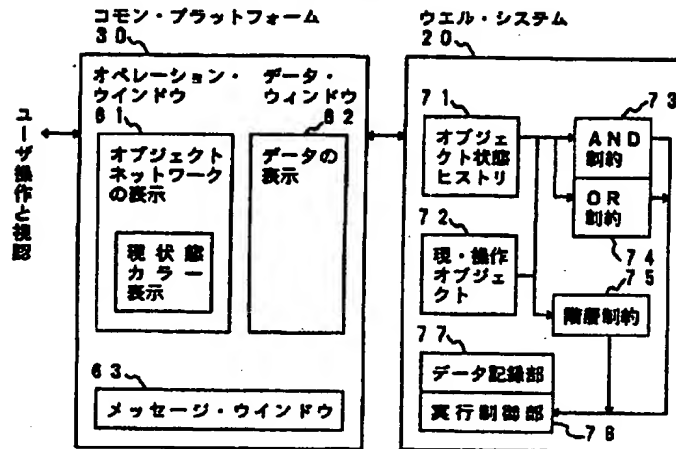 コモン・プラットフォーム
30
オペレーション・
ウインドウ
61
オブジェクト
ネットワーク
の表示
現状態
カラー
表示
データ・
ウィンドウ
62
データの
表示
63
メッセージ・ウインドウ
ユーザ操作と視認
ウエル・システム
20
71
オブジェ
クト状態
ヒストリ
72
現・操作
オブジェ
クト
73
AND
制約
OR
制約
74
75
階層制約
77
データ記録部
実行制御部
78